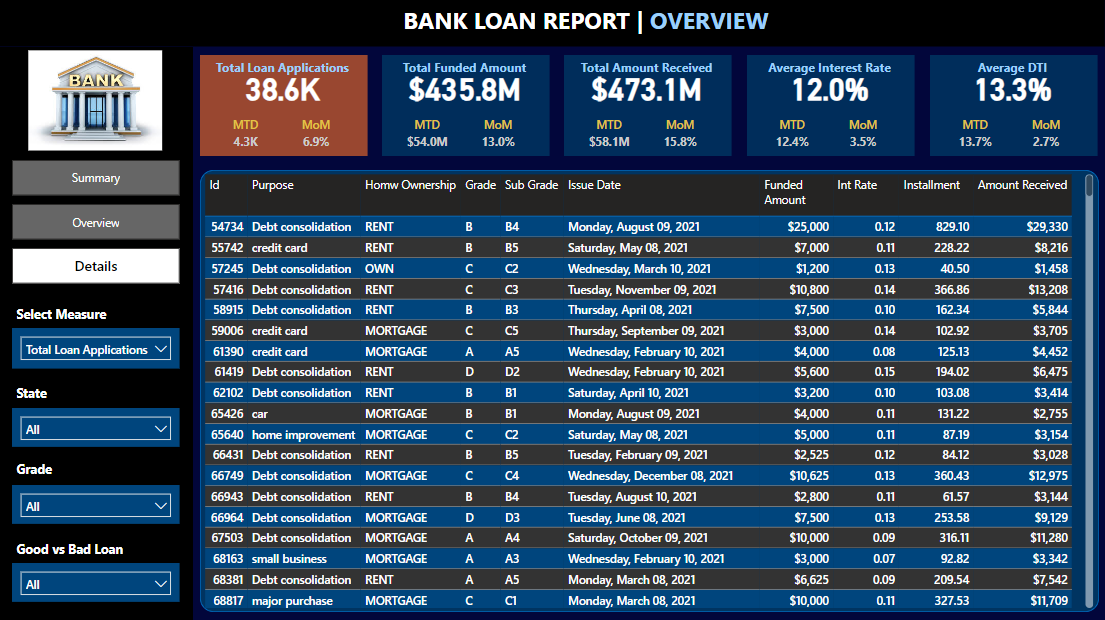 BANK LOAN REPORT | OVERVIEW
BANK
Summary
Overview
Details
Select Measure
Total Loan Applications
State
All
Grade
All
Good vs Bad Loan
All
Total Loan Applications
38.6K
MTD MoM
4.3K 6.9%
Total Funded Amount
$435.8M
MTD MoM
$54.0M 13.0%
Total Amount Received
$473.1M
MTD MoM
$58.1M 15.8%
Average Interest Rate
12.0%
MTD MoM
12.4% 3.5%
Average DTI
13.3%
MTD MoM
13.7% 2.7%
Id Purpose Homw Ownership Grade Sub Grade Issue Date Funded Amount Int Rate Installment Amount Received
54734 Debt consolidation RENT B B4 Monday, August 09, 2021 $25,000 0.12 829.10 $29,330
55742 credit card RENT B B5 Saturday, May 08, 2021 $7,000 0.11 228.22 $8,216
57245 Debt consolidation OWN C C2 Wednesday, March 10, 2021 $1,200 0.13 40.50 $1,458
57416 Debt consolidation RENT C C3 Tuesday, November 09, 2021 $10,800 0.14 366.86 $13,208
58915 Debt consolidation RENT B B3 Thursday, April 08, 2021 $7,500 0.10 162.34 $5,844
59006 credit card MORTGAGE C C5 Thursday, September 09, 2021 $3,000 0.14 102.92 $3,705
61390 credit card MORTGAGE A A5 Wednesday, February 10, 2021 $4,000 0.08 125.13 $4,452
61419 Debt consolidation RENT D D2 Wednesday, February 10, 2021 $5,600 0.15 194.02 $6,475
62102 Debt consolidation RENT B B1 Saturday, April 10, 2021 $3,200 0.10 103.08 $3,414
65426 car MORTGAGE B B1 Monday, August 09, 2021 $4,000 0.11 131.22 $2,755
65640 home improvement MORTGAGE C C2 Saturday, May 08, 2021 $5,000 0.11 87.19 $3,154
66431 Debt consolidation RENT B B5 Tuesday, February 09, 2021 $2,525 0.12 84.12 $3,028
66749 Debt consolidation MORTGAGE C C4 Wednesday, December 08, 2021 $10,625 0.13 360.43 $12,975
66943 Debt consolidation RENT B B4 Tuesday, August 10, 2021 $2,800 0.11 61.57 $3,144
66964 Debt consolidation MORTGAGE D D3 Tuesday, June 08, 2021 $7,500 0.13 253.58 $9,129
67503 Debt consolidation MORTGAGE A A4 Saturday, October 09, 2021 $10,000 0.09 316.11 $11,280
68163 small business MORTGAGE A A3 Wednesday, February 10, 2021 $3,000 0.07 92.82 $3,342
68381 Debt consolidation RENT A A5 Monday, March 08, 2021 $6,625 0.09 209.54 $7,542
68817 major purchase MORTGAGE C C1 Monday, March 08, 2021 $10,000 0.11 327.53 $11,709